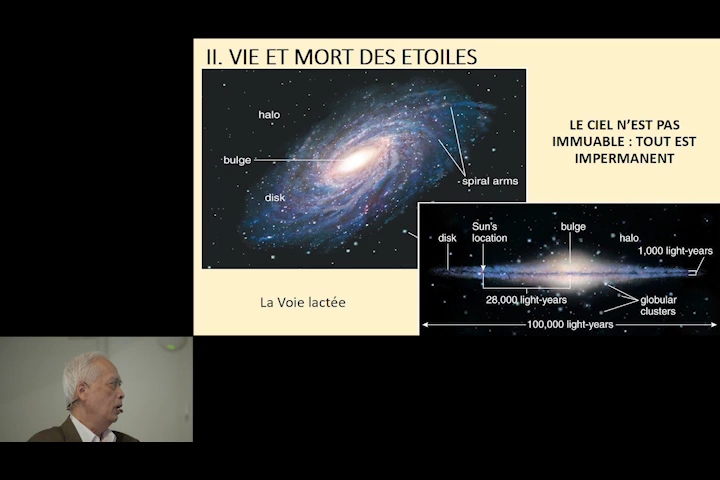 II. VIE ET MORT DES ETOILES
halo
bulge
disk
spiral arms
LE CIEL N'EST PAS
IMMUABLE : TOUT EST
IMPERMANENT
La Voie lactée
disk
Sun's
location
bulge
halo
1,000 light-years
28,000 light-years
globular
clusters
100,000 light-years